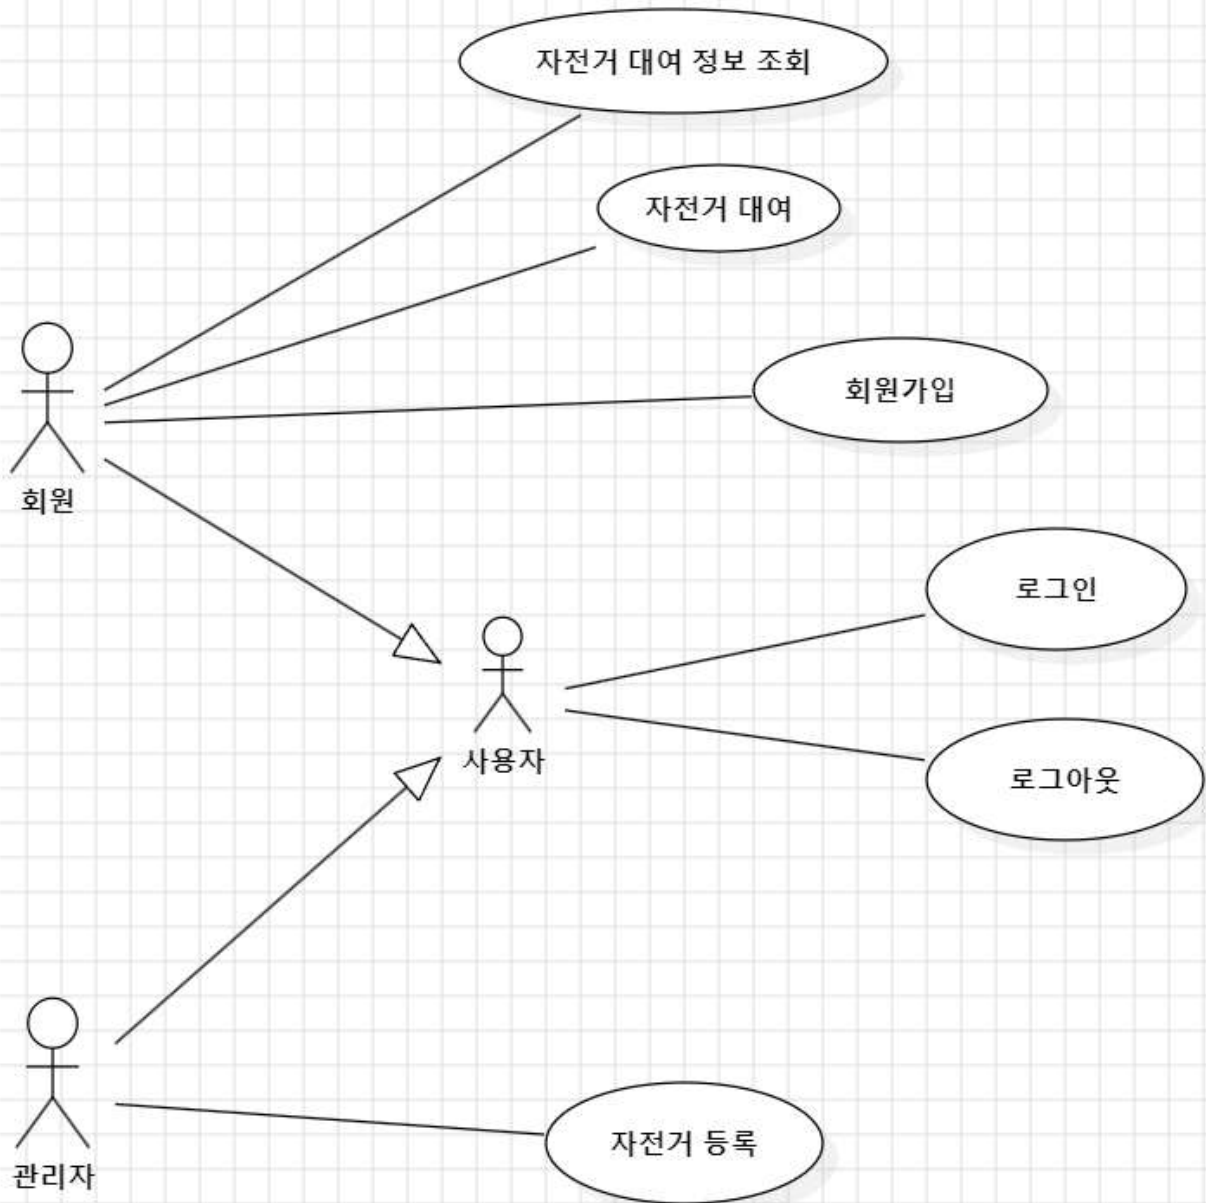 자전거 대여 정보 조회
자전거 대여
회원가입
회원
로그인
사용자
로그아웃
자전거 등록
관리자